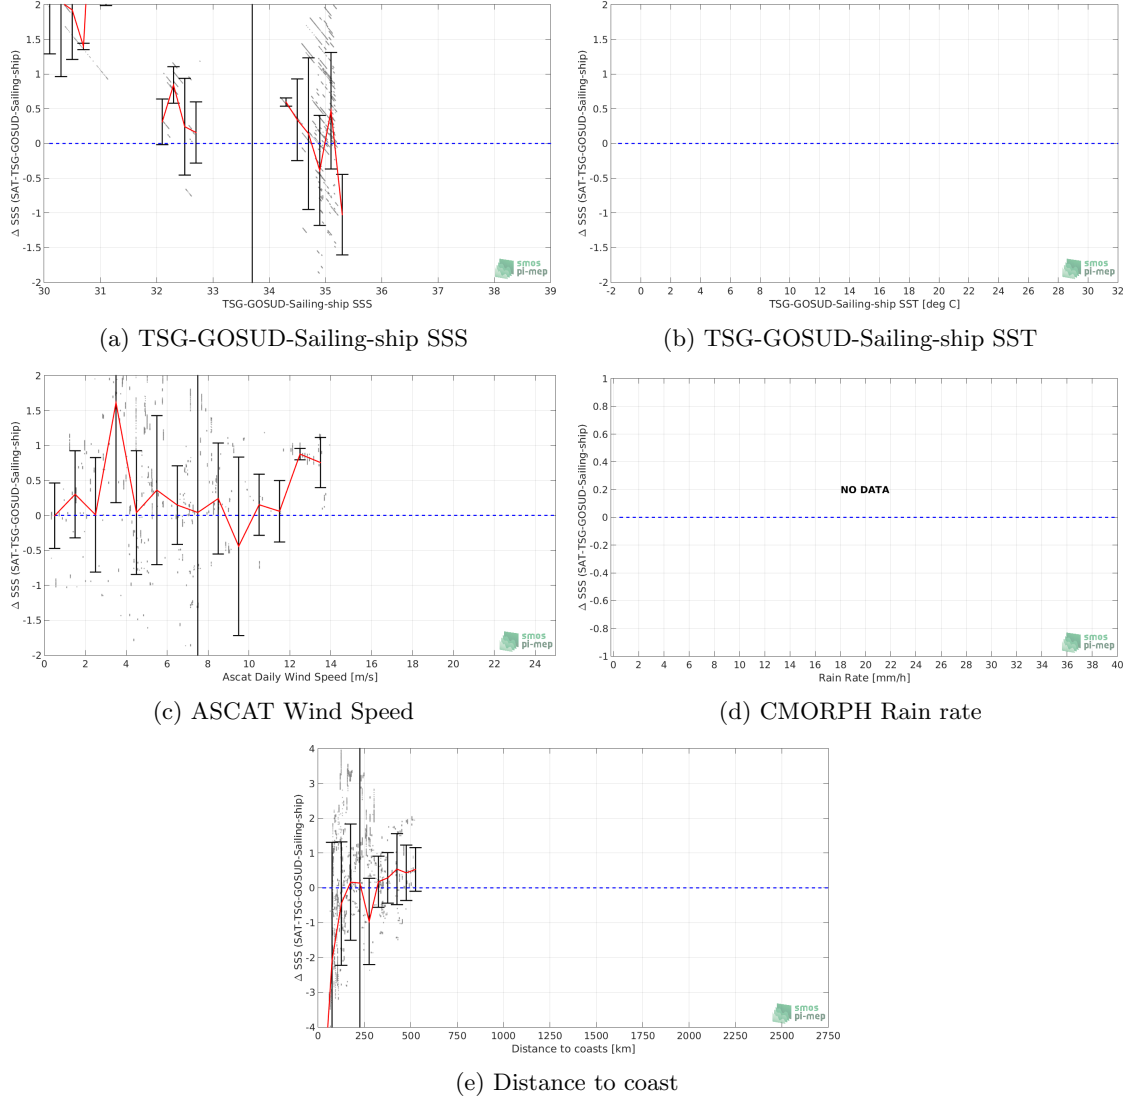 2
1.5
1
0.5
0
-0.5
-1
-1.5
-2
Δ SSS (SAT-TSG-GOSUD-Sailing-ship)
30 31 32 33 34 35 36 37 38 39
TSG-GOSUD-Sailing-ship SSS
smos
pi-mep
(a) TSG-GOSUD-Sailing-ship SSS
2
1.5
1
0.5
0
-0.5
-1
-1.5
-2
Δ SSS (SAT-TSG-GOSUD-Sailing-ship)
-2 0 2 4 6 8 10 12 14 16 18 20 22 24 26 28 30 32
TSG-GOSUD-Sailing-ship SST [deg C]
smos
pi-mep
(b) TSG-GOSUD-Sailing-ship SST
2
1.5
1
0.5
0
-0.5
-1
-1.5
-2
Δ SSS (SAT-TSG-GOSUD-Sailing-ship)
0 2 4 6 8 10 12 14 16 18 20 22 24
Ascat Daily Wind Speed [m/s]
smos
pi-mep
(c) ASCAT Wind Speed
1
0.8
0.6
0.4
0.2
0
-0.2
-0.4
-0.6
-0.8
-1
Δ SSS (SAT-TSG-GOSUD-Sailing-ship)
NO DATA
0 2 4 6 8 10 12 14 16 18 20 22 24 26 28 30 32 34 36 38 40
Rain Rate [mm/h]
smos
pi-mep
(d) CMORPH Rain rate
4
3
2
1
0
-1
-2
-3
-4
Δ SSS (SAT-TSG-GOSUD-Sailing-ship)
0 250 500 750 1000 1250 1500 1750 2000 2250 2500 2750
Distance to coasts [km]
smos
pi-mep
(e) Distance to coast